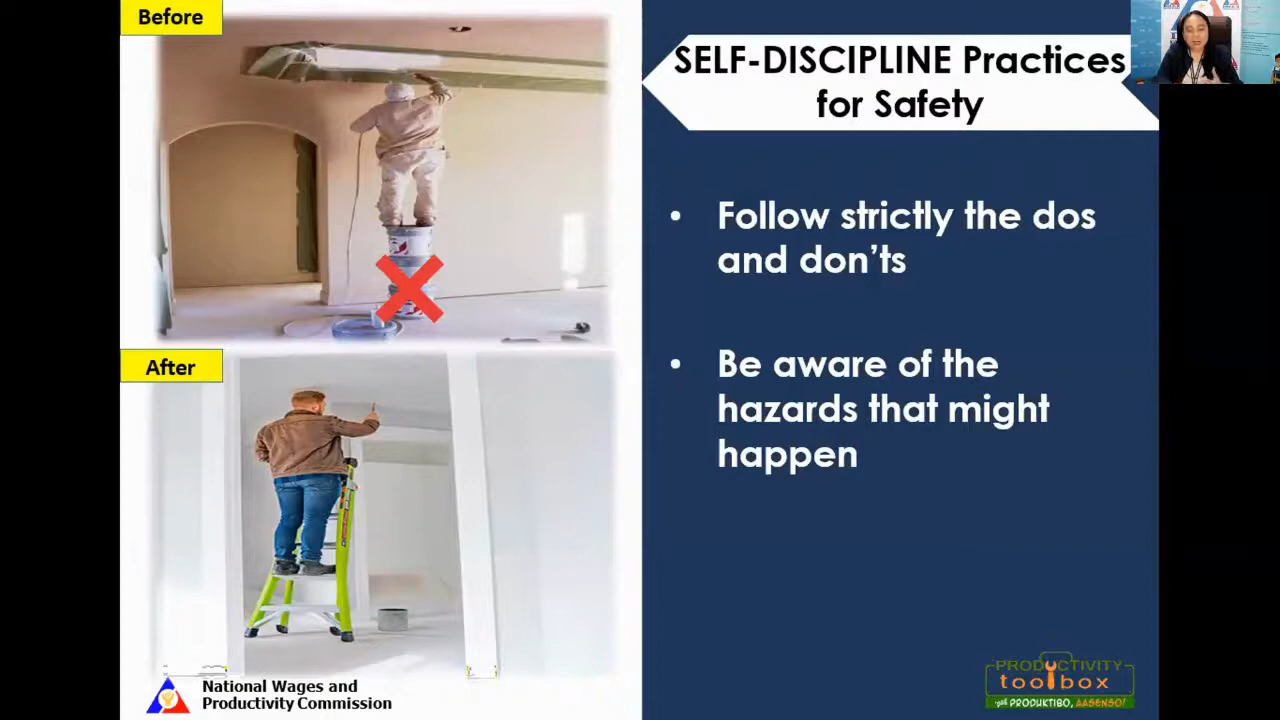 Before
SELF-DISCIPLINE Practices
for Safety
• Follow strictly the dos
and don'ts
• Be aware of the
hazards that might
happen
After
National Wages and
Productivity Commission
PRODUCTIVITY
toolbox
PRODUKTIBO, AASENSO!